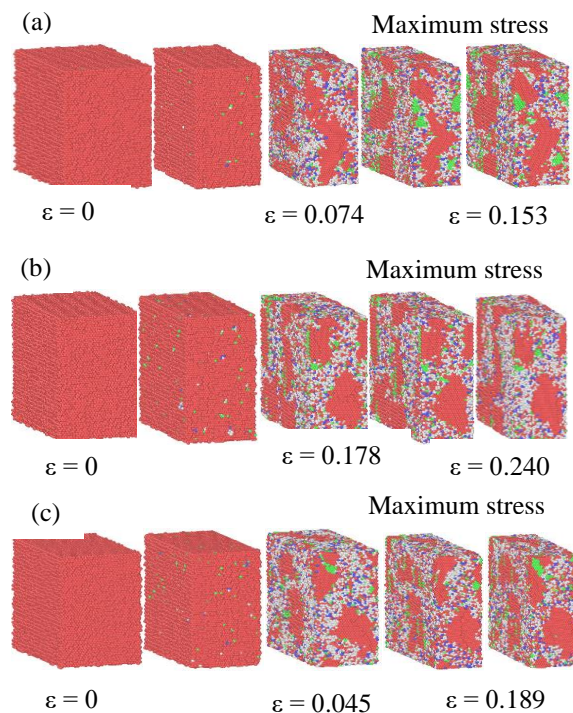 (a)
Maximum stress
ε = 0
ε = 0.074
ε = 0.153
(b)
Maximum stress
ε = 0
ε = 0.178
ε = 0.240
(c)
Maximum stress
ε = 0
ε = 0.045
ε = 0.189